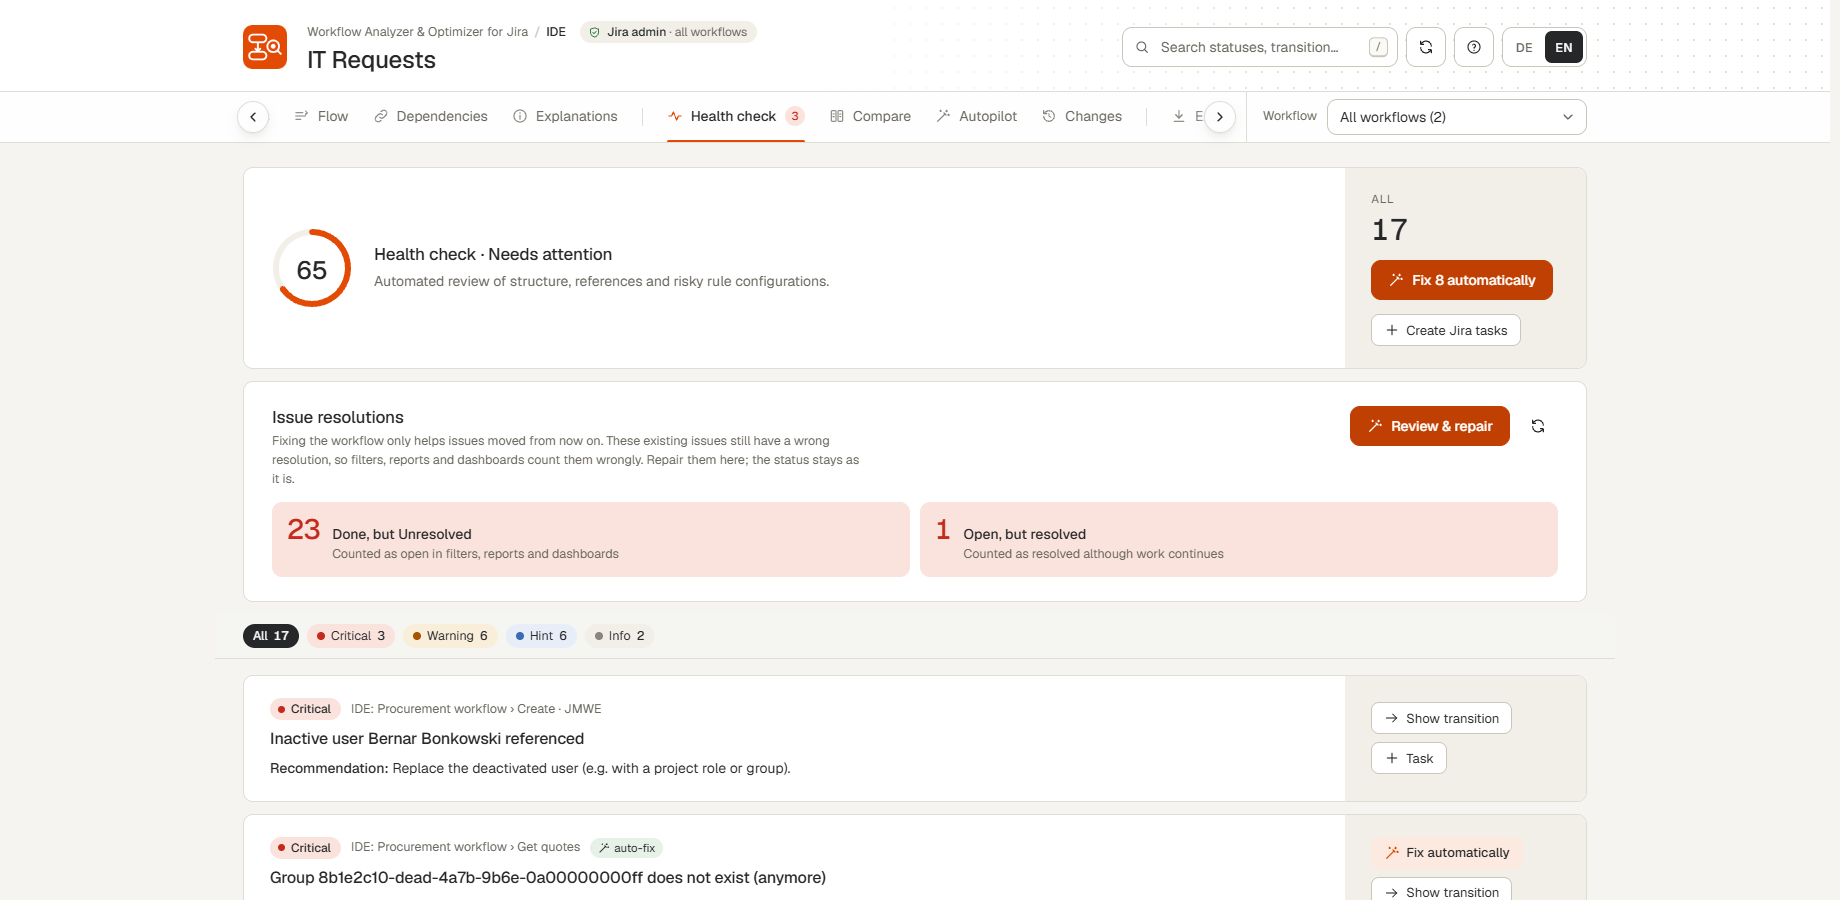 Workflow Analyzer & Optimizer for Jira / IDE
Jira admin · all workflows
IT Requests
Search statuses, transition... /
DE EN
Flow
Dependencies
Explanations
Health check 3
Compare
Autopilot
Changes
E
Workflow
All workflows (2)
65
Health check · Needs attention
Automated review of structure, references and risky rule configurations.
ALL
17
Fix 8 automatically
Create Jira tasks
Issue resolutions
Fixing the workflow only helps issues moved from now on. These existing issues still have a wrong
resolution, so filters, reports and dashboards count them wrongly. Repair them here; the status stays as
it is.
Review & repair
23 Done, but Unresolved
Counted as open in filters, reports and dashboards
1 Open, but resolved
Counted as resolved although work continues
All 17
Critical 3
Warning 6
Hint 6
Info 2
Critical IDE: Procurement workflow › Create · JMWE
Inactive user Bernar Bonkowski referenced
Recommendation: Replace the deactivated user (e.g. with a project role or group).
Show transition
Task
Critical IDE: Procurement workflow › Get quotes auto-fix
Group 8b1e2c10-dead-4a7b-9b6e-0a00000000ff does not exist (anymore)
Fix automatically
Show transition